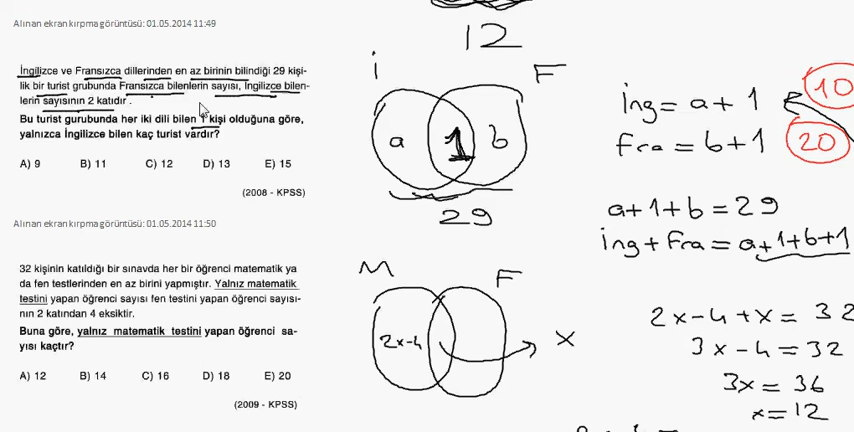 Alınan ekran kırpma görüntüsü: 01.05.2014 11:49
İngilizce ve Fransızca dillerinden en az birinin bilindiği 29 kişi-
lik bir turist grubunda Fransızca bilenlerin sayısı, İngilizce bilen-
lerin sayısının 2 katıdır .
Bu turist gurubunda her iki dili bilen 1 kişi olduğuna göre,
yalnızca İngilizce bilen kaç turist vardır?
A) 9 B) 11 C) 12 D) 13 E) 15
(2008 - KPSS)
Alınan ekran kırpma görüntüsü: 01.05.2014 11:50
32 kişinin katıldığı bir sınavda her bir öğrenci matematik ya
da fen testlerinden en az birini yapmıştır. Yalnız matematik
testini yapan öğrenci sayısı fen testini yapan öğrenci sayısı-
nın 2 katından 4 eksiktir.
Buna göre, yalnız matematik testini yapan öğrenci sa-
yısı kaçtır?
A) 12 B) 14 C) 16 D) 18 E) 20
(2009 - KPSS)
12
İ F
a 1 b
29
ing = a + 1 10
Fra = b + 1 20
a + 1 + b = 29
ing + Fra = a + 1 + b + 1
M F
2x-4 x
2x - 4 + x = 32
3x - 4 = 32
3x = 36
x = 12